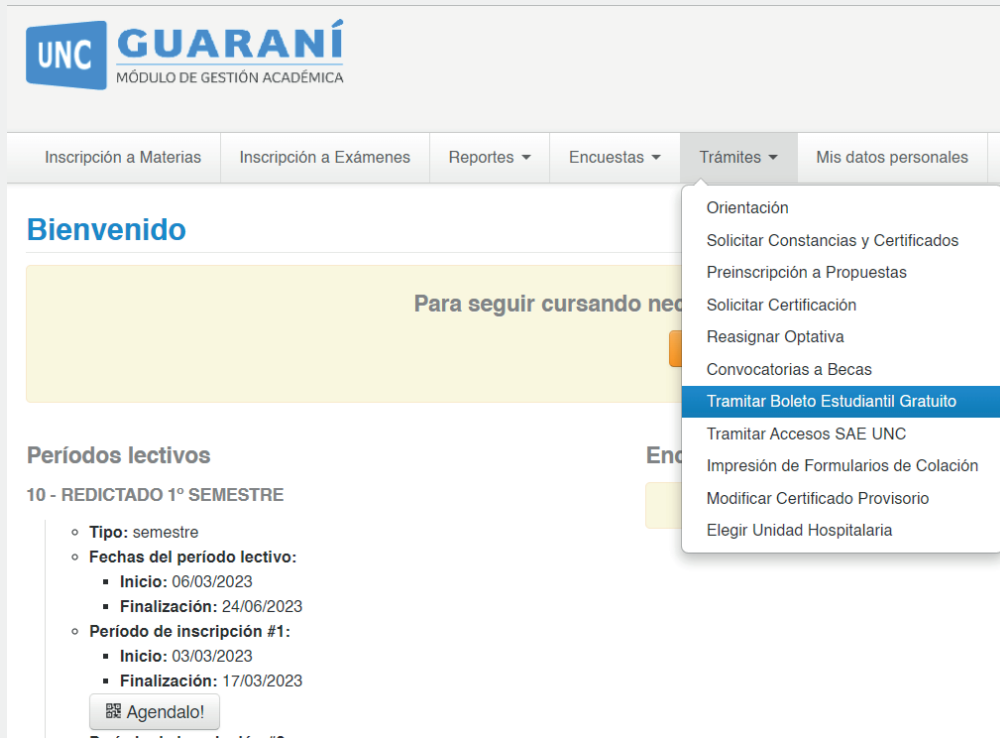 UNC GUARANÍ
MÓDULO DE GESTIÓN ACADÉMICA
Inscripción a Materias Inscripción a Exámenes Reportes Encuestas Trámites Mis datos personales
Orientación
Solicitar Constancias y Certificados
Preinscripción a Propuestas
Solicitar Certificación
Reasignar Optativa
Convocatorias a Becas
Tramitar Boleto Estudiantil Gratuito
Tramitar Accesos SAE UNC
Impresión de Formularios de Colación
Modificar Certificado Provisorio
Elegir Unidad Hospitalaria
Bienvenido
Para seguir cursando
Períodos lectivos
10 - REDICTADO 1º SEMESTRE
Tipo: semestre
Fechas del período lectivo:
Inicio: 06/03/2023
Finalización: 24/06/2023
Período de inscripción #1:
Inicio: 03/03/2023
Finalización: 17/03/2023
Agendalo!